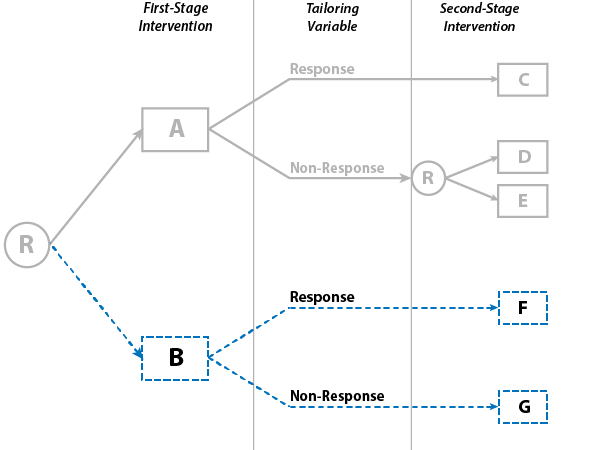 First-Stage
Intervention
Tailoring
Variable
Second-Stage
Intervention
Response
C
A
D
Non-Response
R
E
R
Response
F
B
Non-Response
G